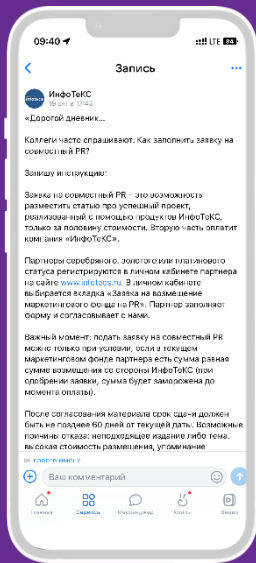 09:40
LTE 84
Запись
ИнфоТеКС
19 окт в 17:43
«Дорогой дневник...
Коллеги часто спрашивают: Как заполнить заявку на
совместный PR?
Запишу инструкцию:
Заявка на совместный PR – это возможность
разместить статью про успешный проект,
реализованный с помощью продуктов ИнфоТеКС,
только за половину стоимости. Вторую часть оплатит
компания «ИнфоТеКС».
Партнеры серебряного, золотого или платинового
статуса регистрируются в личном кабинете партнера
на сайте www.infotecs.ru. В личном кабинете
выбирается вкладка «Заявка на возмещение
маркетингового фонда на PR». Партнер заполняет
форму и согласовывает с нами.
Важный момент: подать заявку на совместный PR
можно только при условии, если в текущем
маркетинговом фонде партнера есть сумма равная
сумме возмещения со стороны ИнфоТеКС (при
одобрении заявки, сумма будет заморожена до
момента оплаты).
После согласования материала срок сдачи должен
быть не позднее 60 дней от текущей даты. Возможные
причины отказа: неподходящее издание либо тема,
высокая стоимость размещения, упоминание
Ваш комментарий
Главная Сервисы Мессенджер Клипы Видео